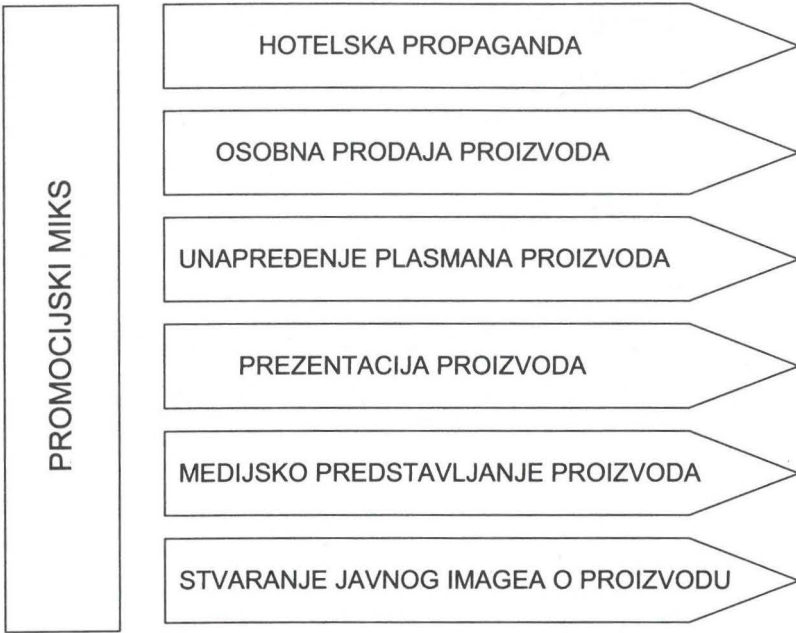 PROMOCIJSKI MIKS
HOTELSKA PROPAGANDA
OSOBNA PRODAJA PROIZVODA
UNAPREĐENJE PLASMANA PROIZVODA
PREZENTACIJA PROIZVODA
MEDIJSKO PREDSTAVLJANJE PROIZVODA
STVARANJE JAVNOG IMAGEA O PROIZVODU